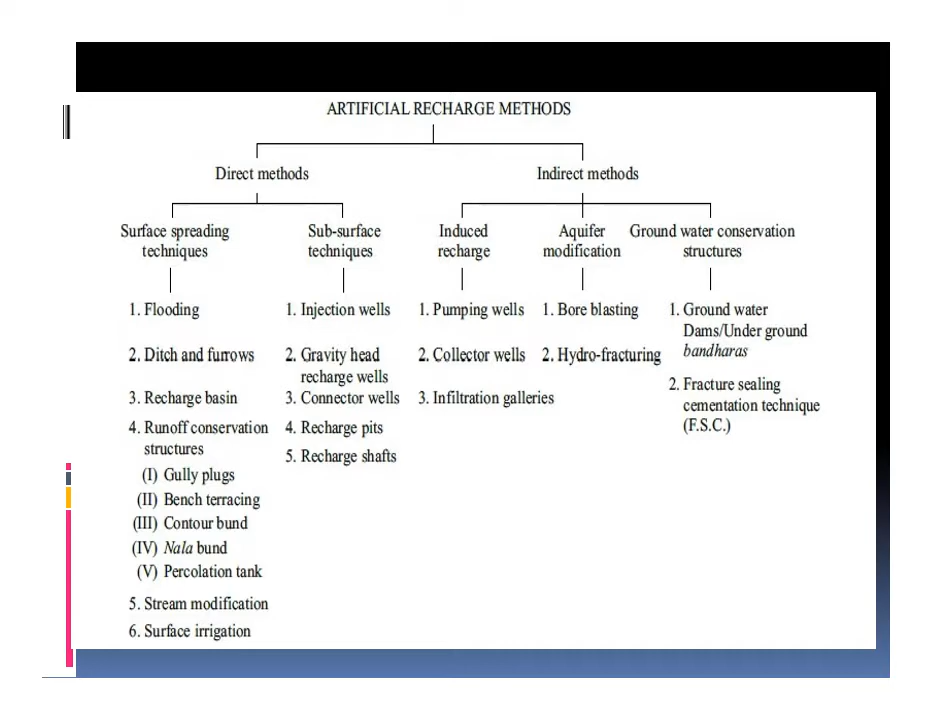 ARTIFICIAL RECHARGE METHODS
Direct methods
Indirect methods
Surface spreading
techniques
Sub-surface
techniques
Induced
recharge
Aquifer
modification
Ground water conservation
structures
1. Flooding
2. Ditch and furrows
3. Recharge basin
4. Runoff conservation
structures
(I) Gully plugs
(II) Bench terracing
(III) Contour bund
(IV) Nala bund
(V) Percolation tank
5. Stream modification
6. Surface irrigation
1. Injection wells
2. Gravity head
recharge wells
3. Connector wells
4. Recharge pits
5. Recharge shafts
1. Pumping wells
2. Collector wells
3. Infiltration galleries
1. Bore blasting
2. Hydro-fracturing
1. Ground water
Dams/Under ground
bandharas
2. Fracture sealing
cementation technique
(F.S.C.)